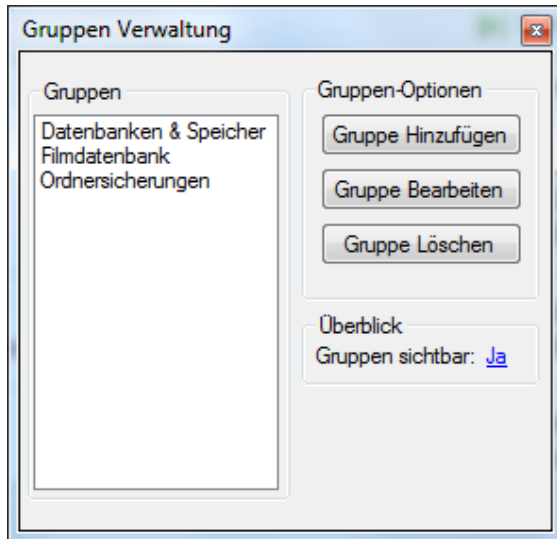 Gruppen Verwaltung
Gruppen
Datenbanken & Speicher
Filmdatenbank
Ordnersicherungen
Gruppen-Optionen
Gruppe Hinzufügen
Gruppe Bearbeiten
Gruppe Löschen
Überblick
Gruppen sichtbar: Ja